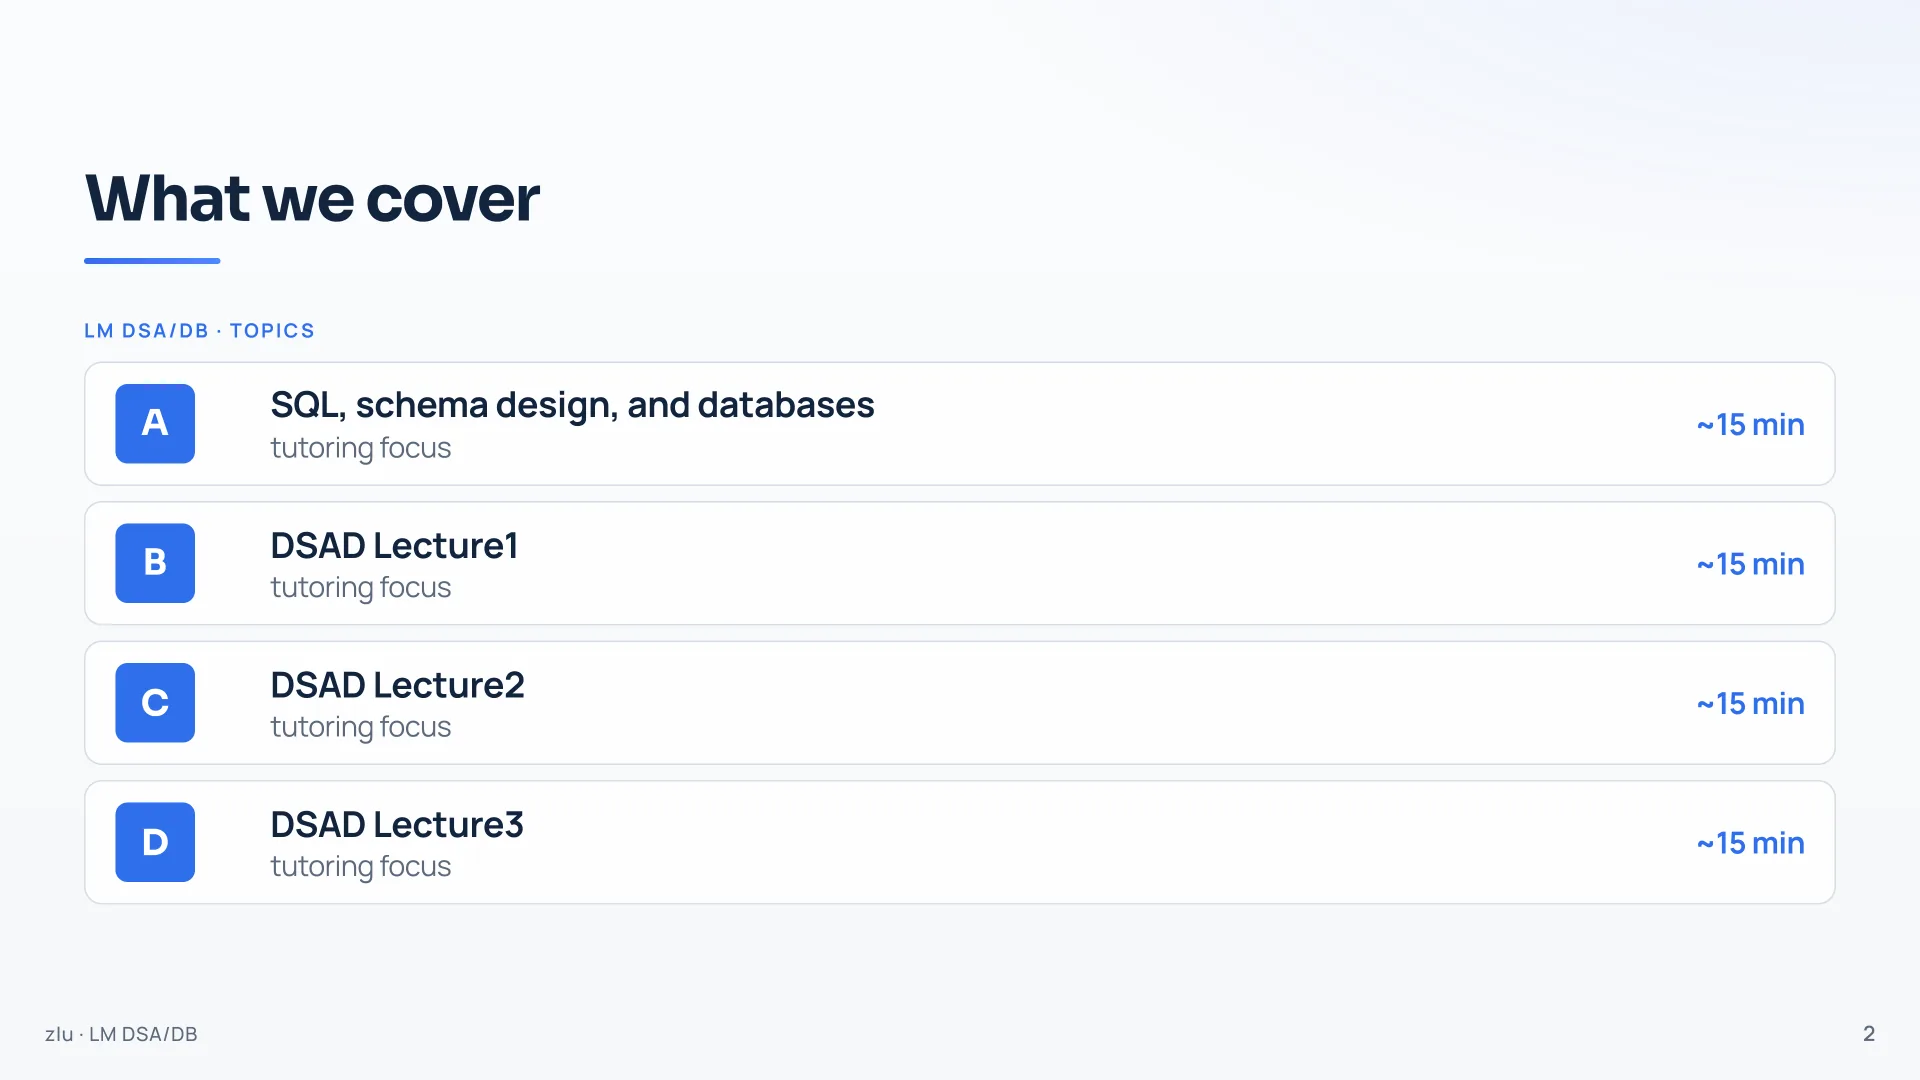 What we cover
LM DSA/DB · TOPICS
A
SQL, schema design, and databases
tutoring focus
~15 min
B
DSAD Lecture1
tutoring focus
~15 min
C
DSAD Lecture2
tutoring focus
~15 min
D
DSAD Lecture3
tutoring focus
~15 min
zlu · LM DSA/DB
2